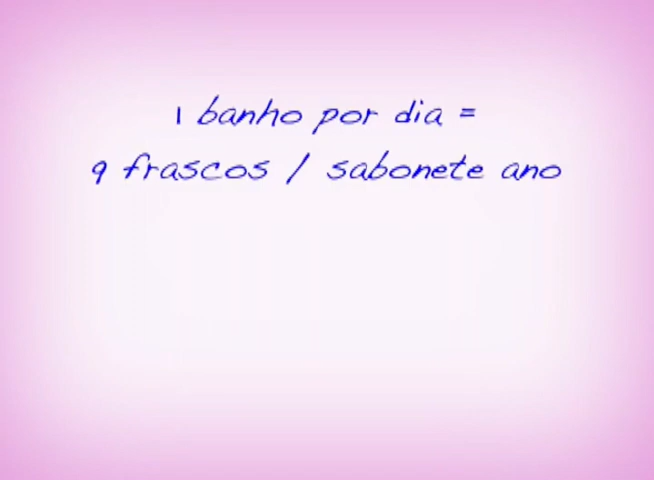 1 banho por dia =
9 frascos / sabonete ano